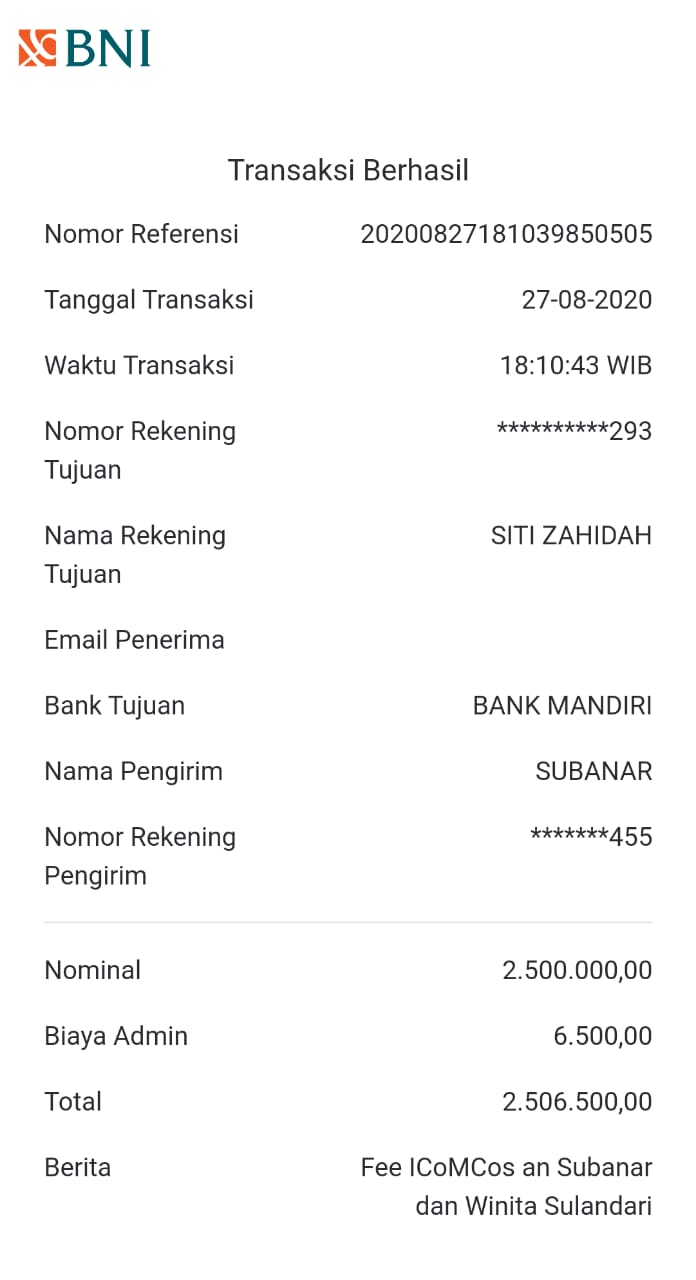 BNI
Transaksi Berhasil
Nomor Referensi 20200827181039850505
Tanggal Transaksi 27-08-2020
Waktu Transaksi 18:10:43 WIB
Nomor Rekening Tujuan **********293
Nama Rekening Tujuan SITI ZAHIDAH
Email Penerima
Bank Tujuan BANK MANDIRI
Nama Pengirim SUBANAR
Nomor Rekening Pengirim *******455
Nominal 2.500.000,00
Biaya Admin 6.500,00
Total 2.506.500,00
Berita Fee ICoMCos an Subanar
dan Winita Sulandari